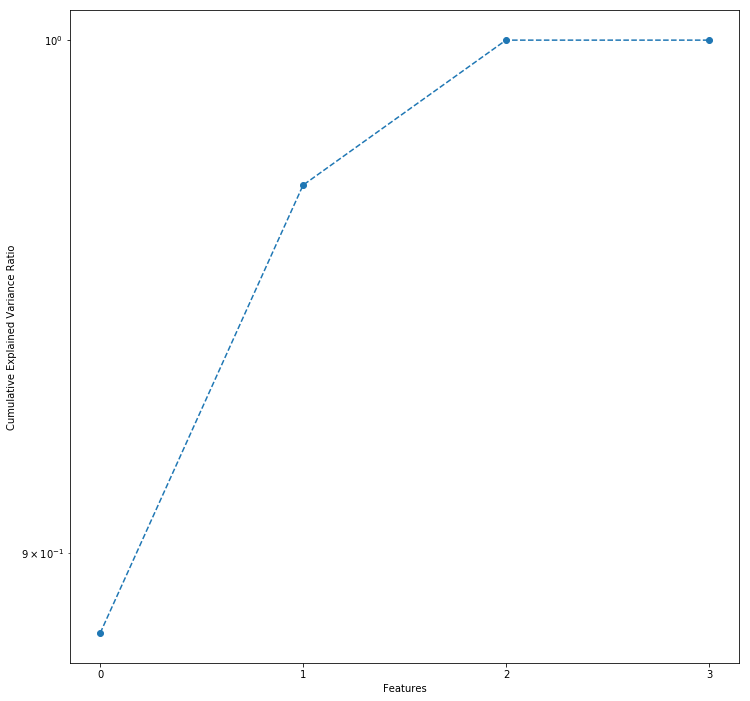 10⁰
Cumulative Explained Variance Ratio
9 × 10⁻¹
0 1 2 3
Features